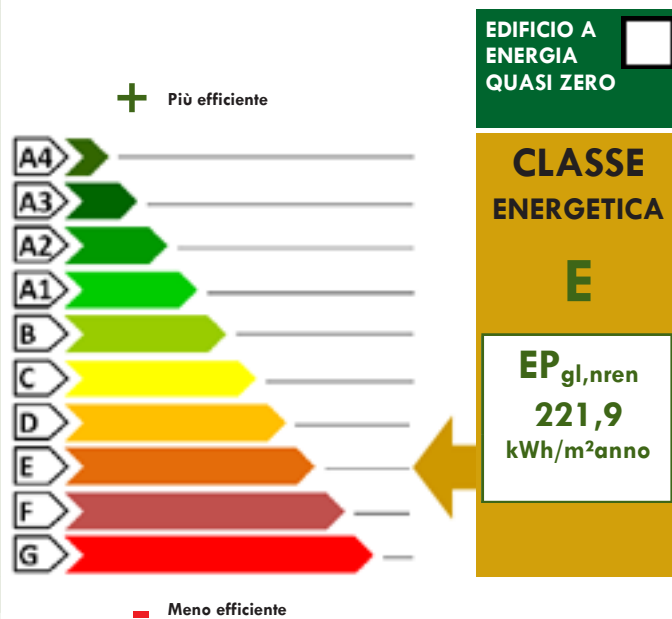 EDIFICIO A
ENERGIA
QUASI ZERO
+ Più efficiente
A4
A3
A2
A1
B
C
D
E
F
G
- Meno efficiente
CLASSE
ENERGETICA
E
EPgl,nren
221,9
kWh/m²anno